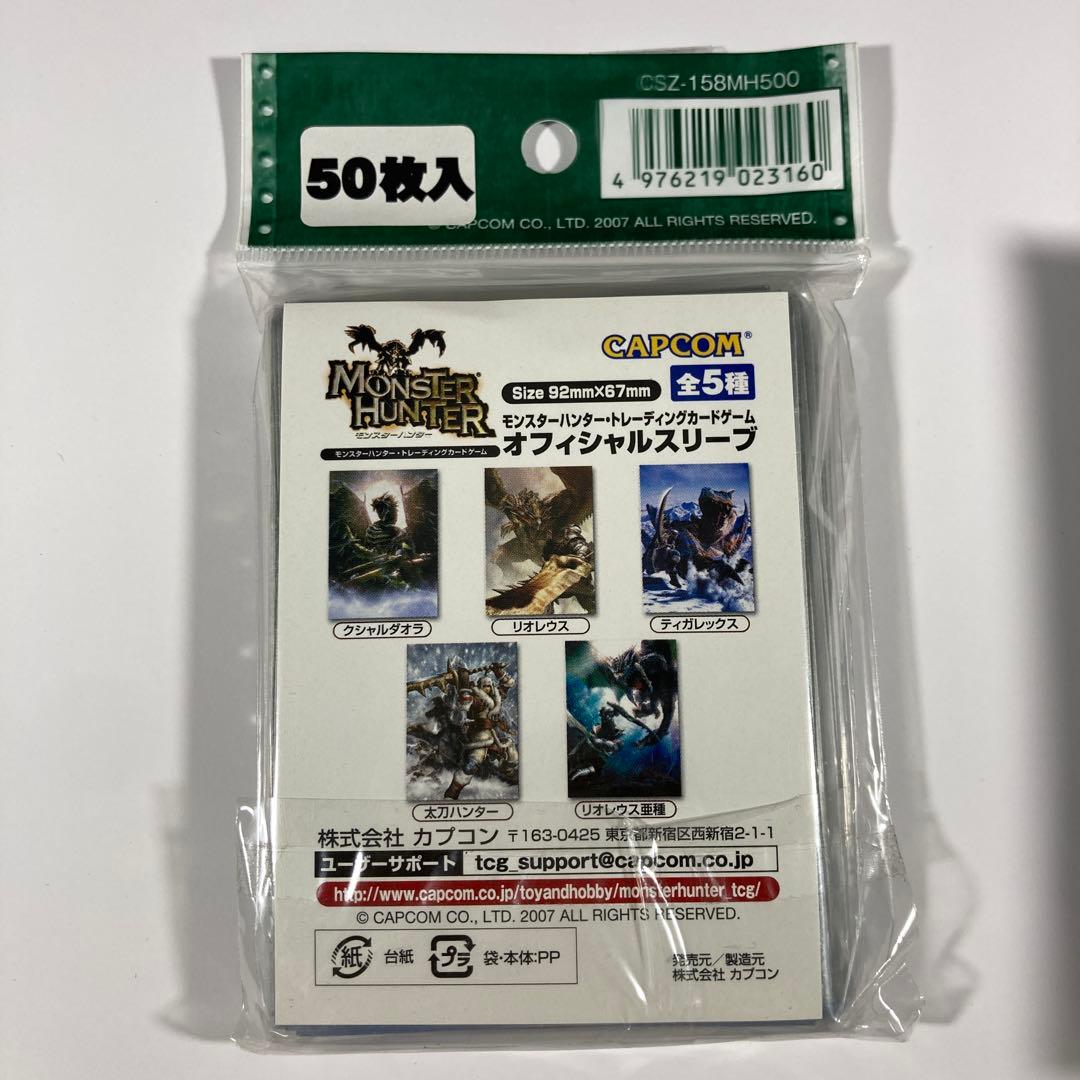 CSZ-158MH500
50枚入
4 976219 023160
© CAPCOM CO., LTD. 2007 ALL RIGHTS RESERVED.
MONSTER HUNTER
モンスターハンター
モンスターハンター・トレーディングカードゲーム
CAPCOM®
Size 92mm×67mm
全5種
モンスターハンター・トレーディングカードゲーム
オフィシャルスリーブ
クシャルダオラ
リオレウス
ティガレックス
太刀ハンター
リオレウス亜種
株式会社 カプコン 〒163-0425 東京都新宿区西新宿2-1-1
ユーザーサポート tcg_support@capcom.co.jp
http://www.capcom.co.jp/toyandhobby/monsterhunter_tcg/
© CAPCOM CO., LTD. 2007 ALL RIGHTS RESERVED.
紙 台紙 プラ 袋・本体:PP
発売元/製造元
株式会社 カプコン